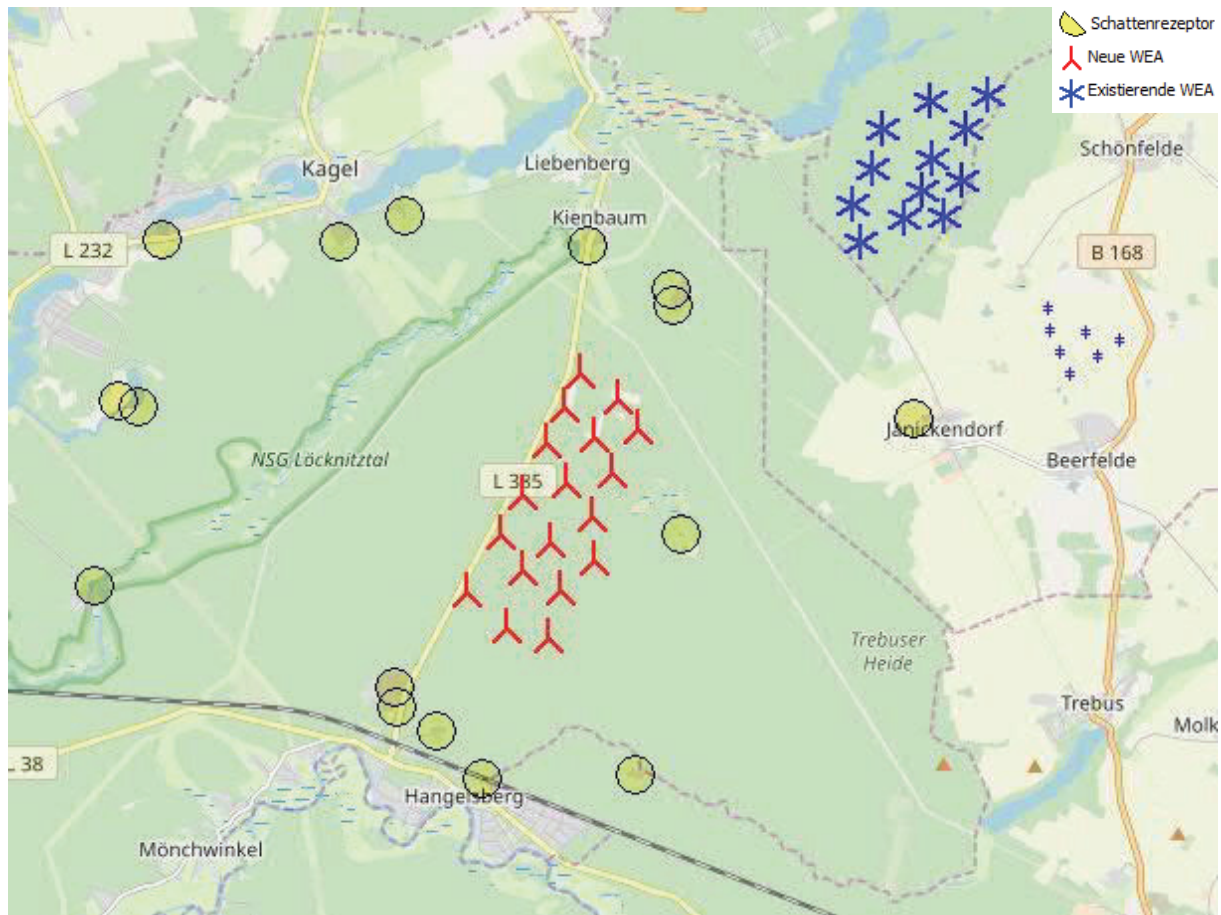 Schattenrezeptor
Neue WEA
Existierende WEA
Schönfelde
Liebenberg
Kagel
Kienbaum
L 232
B 168
Janickendorf
Beerfelde
NSG Löcknitztal
L 385
Trebuser
Heide
Trebus
Molk
L 38
Hangelsberg
Mönchwinkel